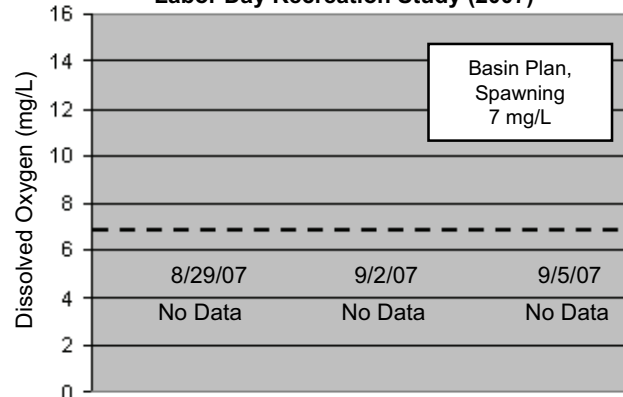 Labor Day Recreation Study (2007)
16
14
12
10
8
6
4
2
0
Dissolved Oxygen (mg/L)
Basin Plan,
Spawning
7 mg/L
8/29/07 9/2/07 9/5/07
No Data No Data No Data